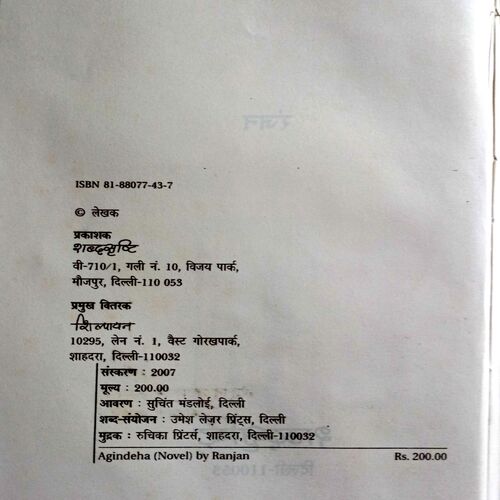 रंजन
ISBN 81-88077-43-7
© लेखक
प्रकाशक
शब्दसृष्टि
वी-710/1, गली नं. 10, विजय पार्क,
मौजपुर, दिल्ली-110 053
प्रमुख वितरक
शिल्पायन
10295, लेन नं. 1, वैस्ट गोरखपार्क,
शाहदरा, दिल्ली-110032
संस्करण : 2007
मूल्य : 200.00
आवरण : सुचिंत मंडलोई, दिल्ली
शब्द-संयोजन : उमेश लेज़र प्रिंट्स, दिल्ली
मुद्रक : रुचिका प्रिंटर्स, शाहदरा, दिल्ली-110032
Agindeha (Novel) by Ranjan Rs. 200.00